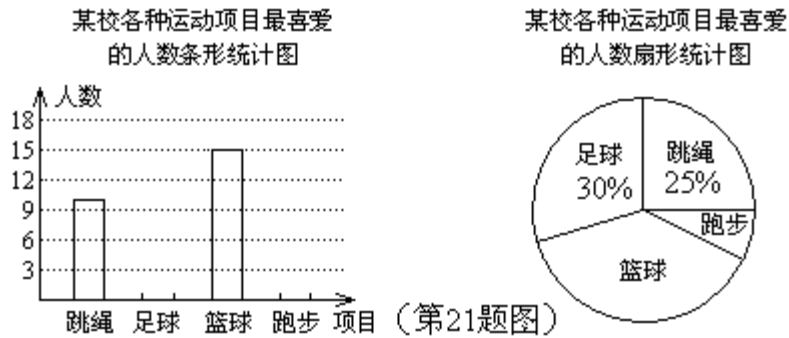 某校各种运动项目最喜爱
的人数条形统计图
人数
18
15
12
9
6
3
跳绳 足球 篮球 跑步 项目
(第21题图)
某校各种运动项目最喜爱
的人数扇形统计图
足球
30%
跳绳
25%
跑步
篮球